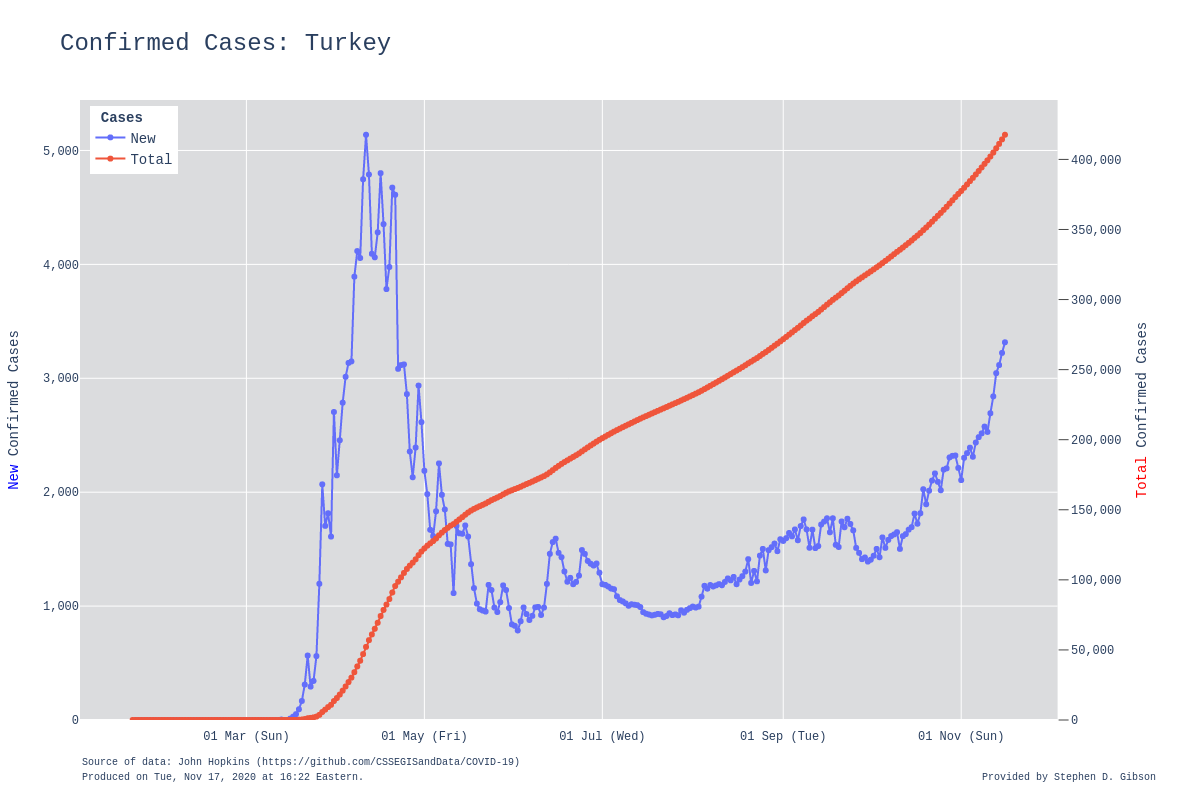 Confirmed Cases: Turkey
Cases
New
Total
5,000
4,000
3,000
2,000
1,000
0
New Confirmed Cases
400,000
350,000
300,000
250,000
200,000
150,000
100,000
50,000
0
Total Confirmed Cases
01 Mar (Sun) 01 May (Fri) 01 Jul (Wed) 01 Sep (Tue) 01 Nov (Sun)
Source of data: John Hopkins (https://github.com/CSSEGISandData/COVID-19)
Produced on Tue, Nov 17, 2020 at 16:22 Eastern.
Provided by Stephen D. Gibson